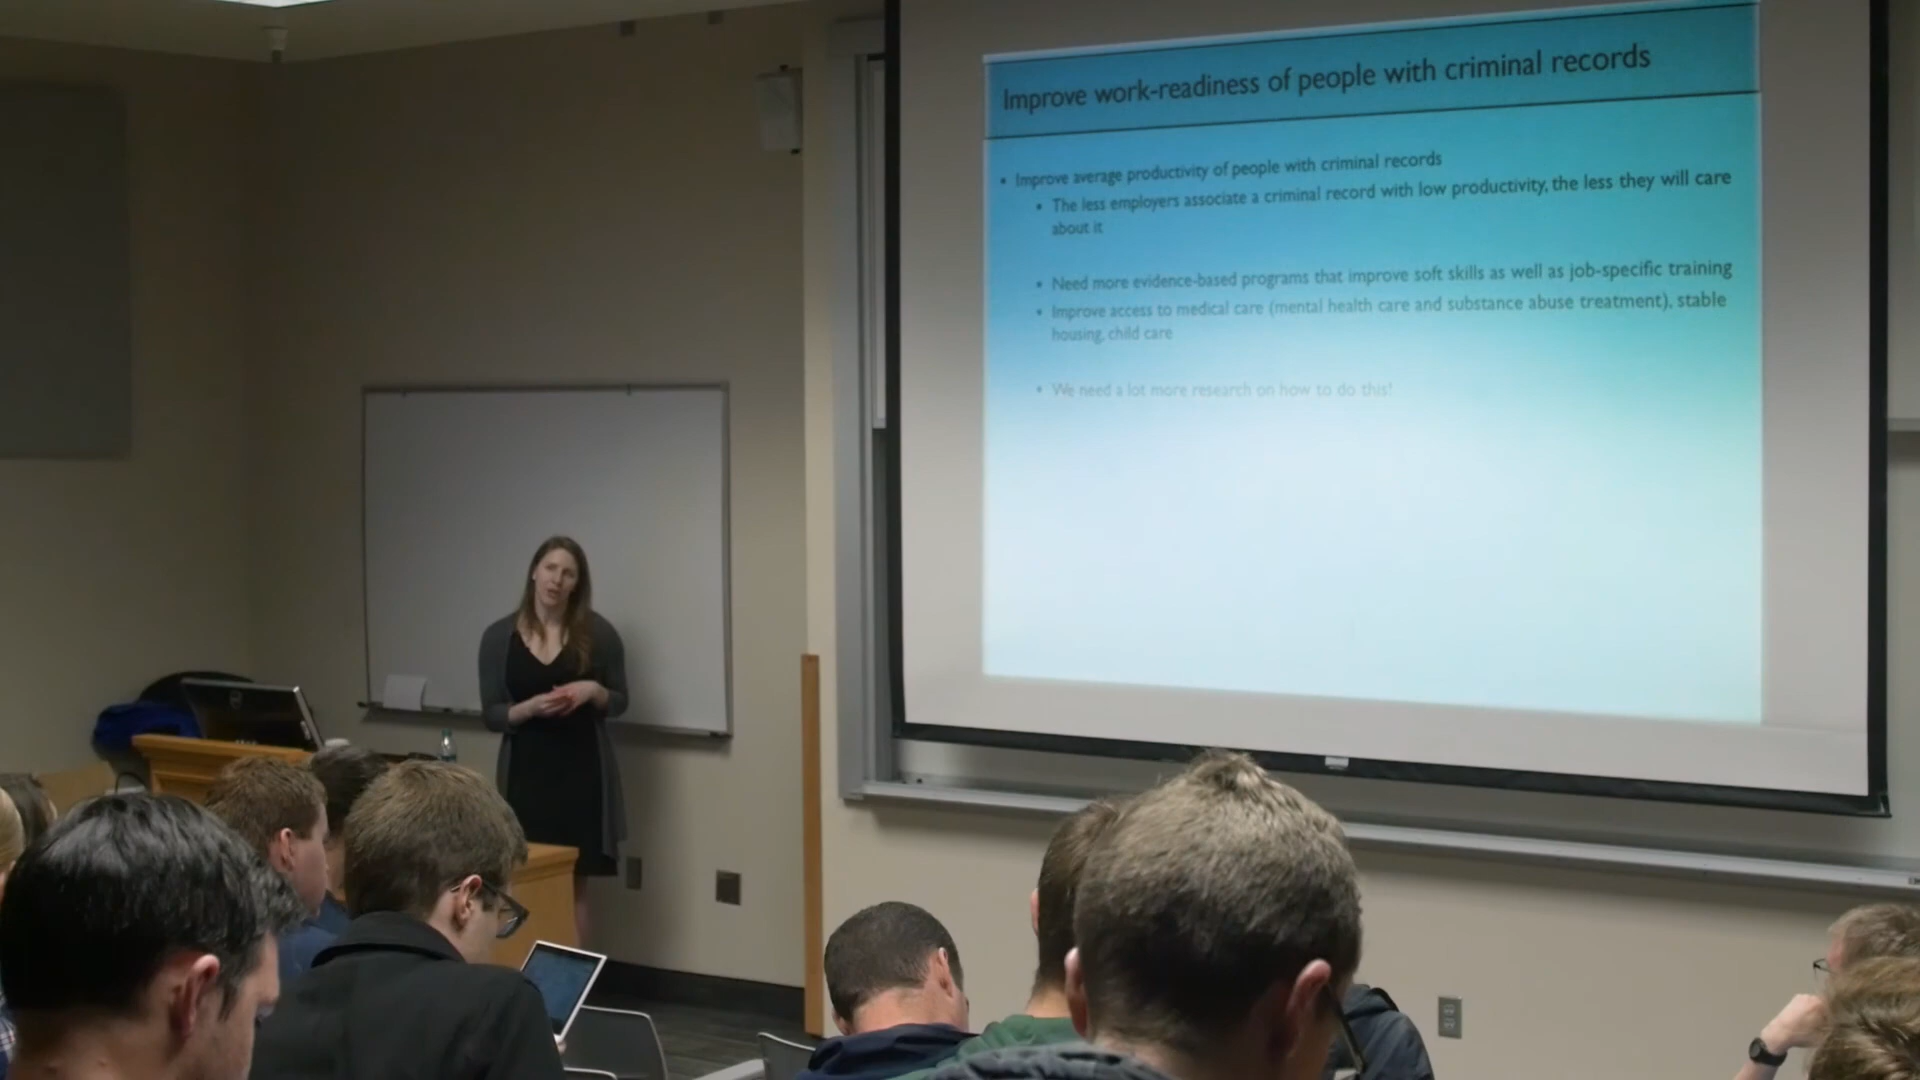 Improve work-readiness of people with criminal records
• Improve average productivity of people with criminal records
• The less employers associate a criminal record with low productivity, the less they will care
about it
• Need more evidence-based programs that improve soft skills as well as job-specific training
• Improve access to medical care (mental health care and substance abuse treatment), stable
housing, child care
• We need a lot more research on how to do this!